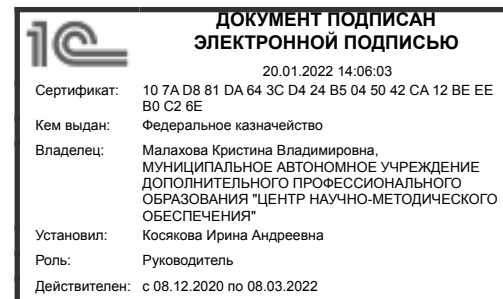 1С
ДОКУМЕНТ ПОДПИСАН
ЭЛЕКТРОННОЙ ПОДПИСЬЮ
20.01.2022 14:06:03
Сертификат: 10 7A D8 81 DA 64 3C D4 24 B5 04 50 42 CA 12 BE EE
B0 C2 6E
Кем выдан: Федеральное казначейство
Владелец: Малахова Кристина Владимировна,
МУНИЦИПАЛЬНОЕ АВТОНОМНОЕ УЧРЕЖДЕНИЕ
ДОПОЛНИТЕЛЬНОГО ПРОФЕССИОНАЛЬНОГО
ОБРАЗОВАНИЯ "ЦЕНТР НАУЧНО-МЕТОДИЧЕСКОГО
ОБЕСПЕЧЕНИЯ"
Установил: Косякова Ирина Андреевна
Роль: Руководитель
Действителен: с 08.12.2020 по 08.03.2022